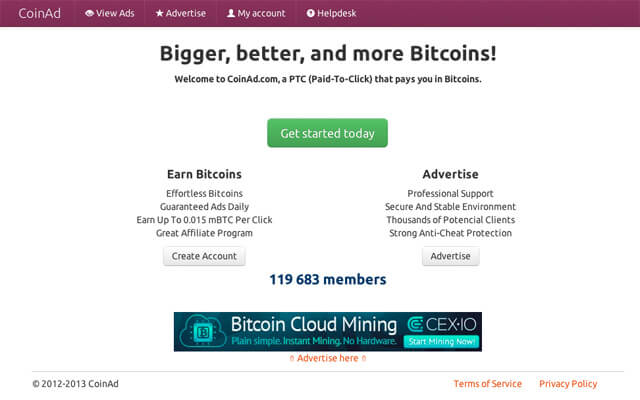 CoinAd View Ads Advertise My account Helpdesk
Bigger, better, and more Bitcoins!
Welcome to CoinAd.com, a PTC (Paid-To-Click) that pays you in Bitcoins.
Get started today
Earn Bitcoins
Effortless Bitcoins
Guaranteed Ads Daily
Earn Up To 0.015 mBTC Per Click
Great Affiliate Program
Create Account
Advertise
Professional Support
Secure And Stable Environment
Thousands of Potencial Clients
Strong Anti-Cheat Protection
Advertise
119 683 members
Bitcoin Cloud Mining
Plain simple. Instant Mining. No Hardware.
CEX.IO
Start Mining Now!
⇧ Advertise here ⇧
© 2012-2013 CoinAd Terms of Service Privacy Policy